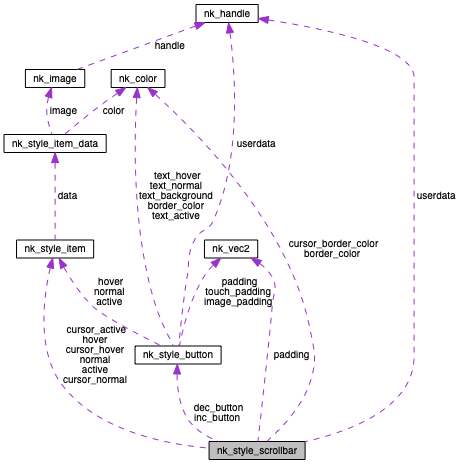 nk_handle
handle
nk_image
nk_color
image
color
nk_style_item_data
userdata
text_hover
text_normal
text_background
border_color
text_active
data
userdata
nk_style_item
nk_vec2
cursor_border_color
border_color
hover
normal
active
padding
touch_padding
image_padding
cursor_active
hover
cursor_hover
normal
active
cursor_normal
nk_style_button
padding
dec_button
inc_button
nk_style_scrollbar